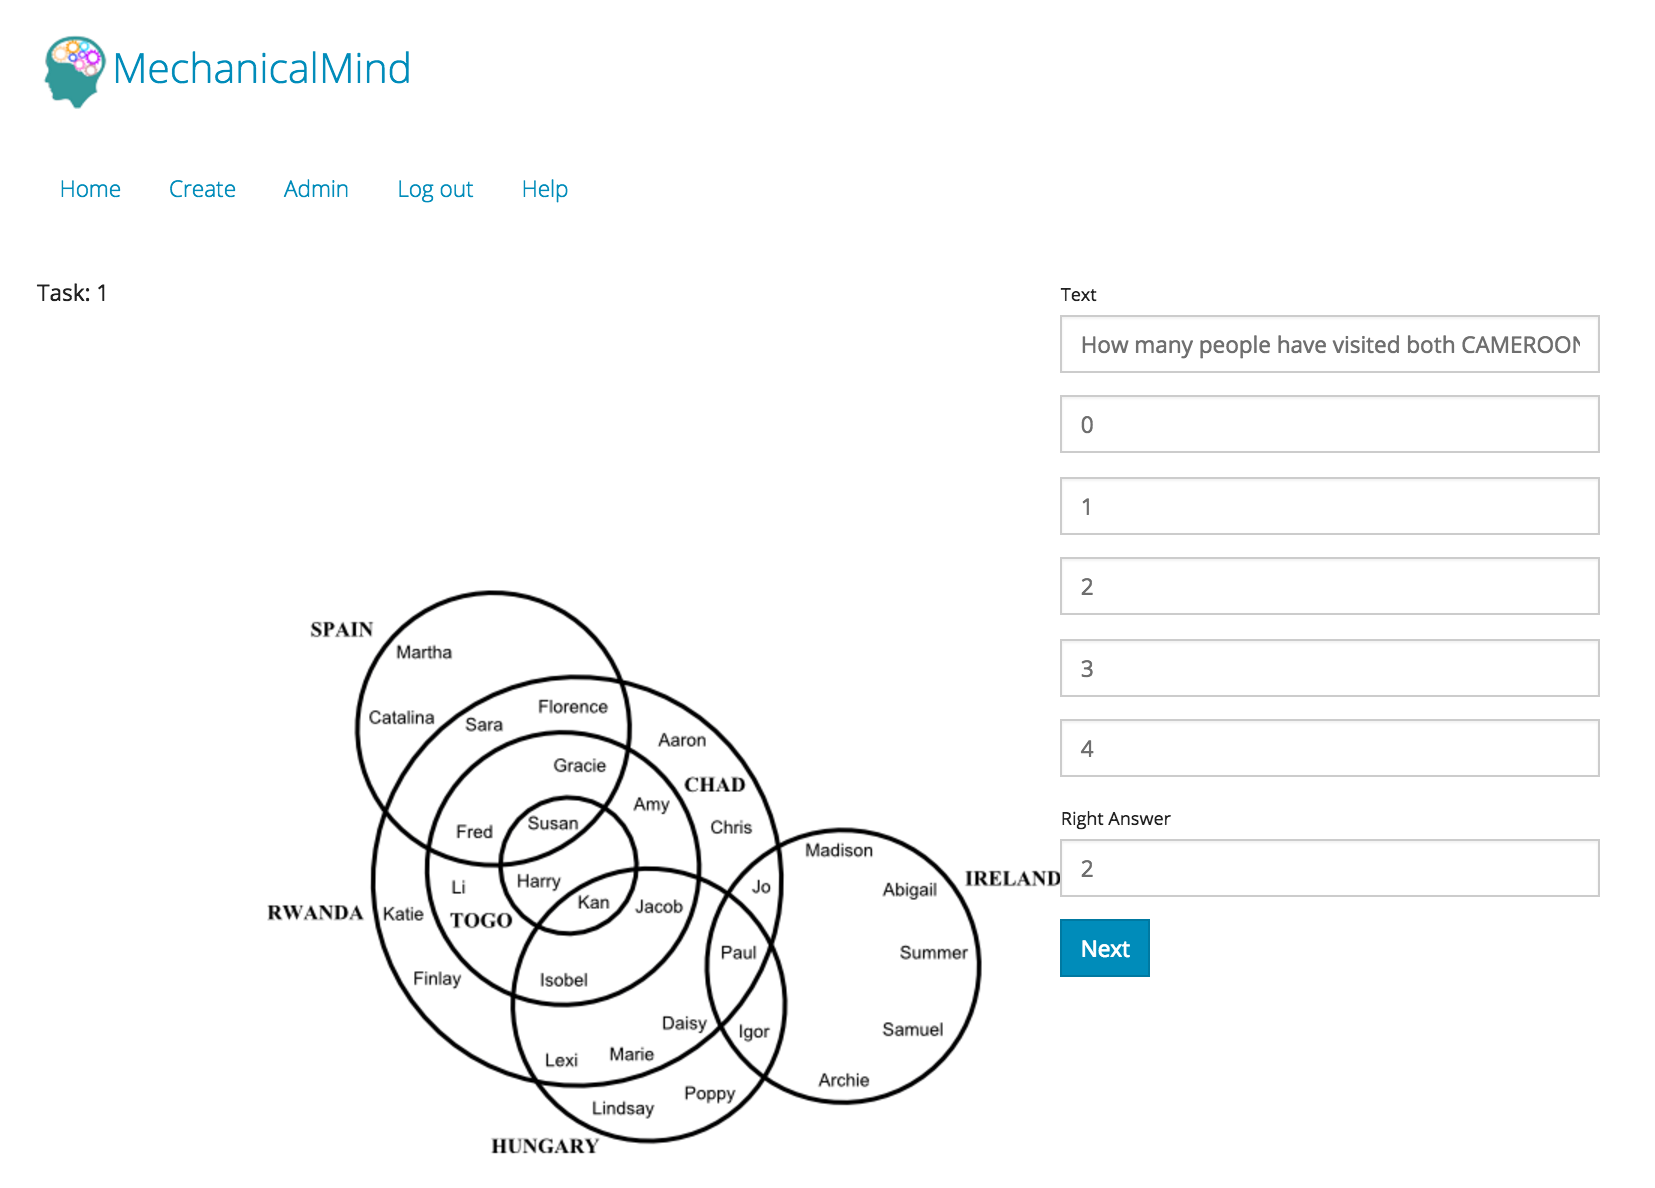 MechanicalMind
Home Create Admin Log out Help
Task: 1
SPAIN
Martha
Catalina
Sara
Florence
Aaron
Gracie
CHAD
Amy
Fred
Susan
Chris
Li
Harry
Kan
Jacob
Jo
RWANDA
Katie
TOGO
Paul
Finlay
Isobel
Daisy
Igor
Lexi
Marie
Poppy
Lindsay
HUNGARY
Madison
Abigail
IRELAND
Summer
Samuel
Archie
Text
How many people have visited both CAMEROON
0
1
2
3
4
Right Answer
2
Next